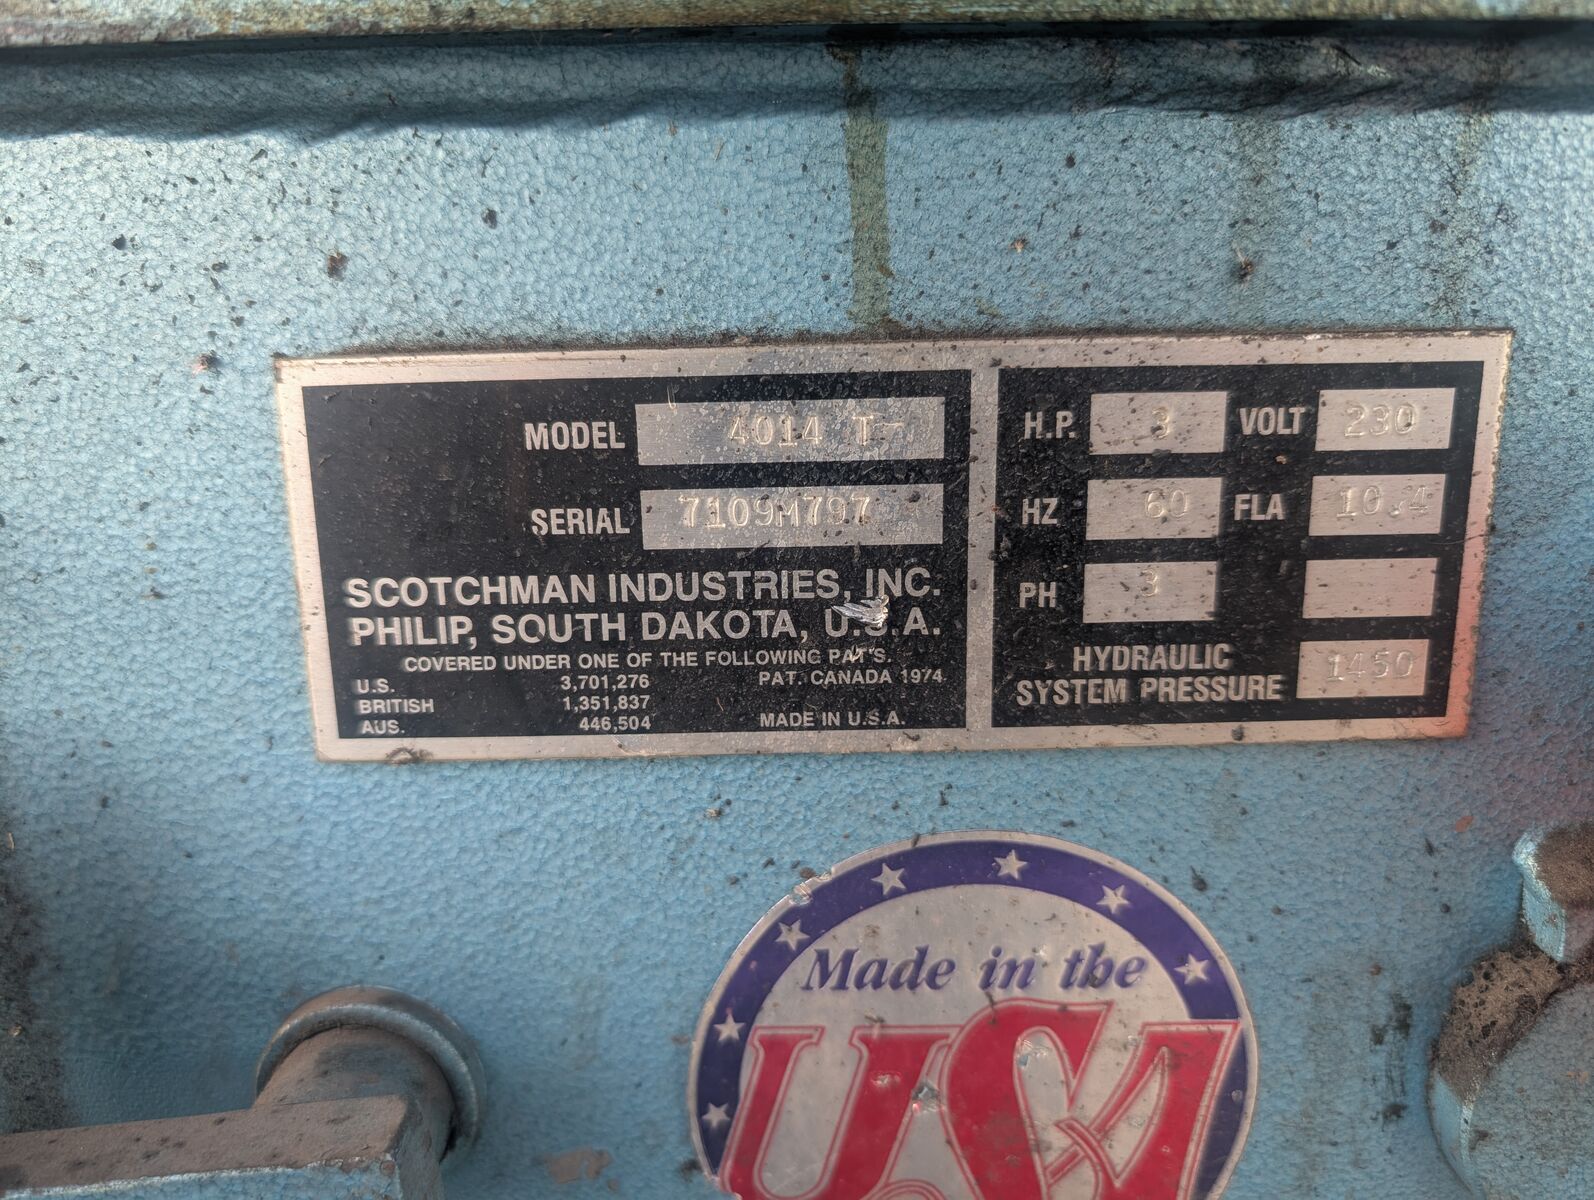 MODEL 4014 T-
SERIAL 7109M797
SCOTCHMAN INDUSTRIES, INC.
PHILIP, SOUTH DAKOTA, U.S.A.
COVERED UNDER ONE OF THE FOLLOWING PAT'S.
U.S. 3,701,276 PAT. CANADA 1974
BRITISH 1,351,837
AUS. 446,504 MADE IN U.S.A.
H.P. 3 VOLT 230
HZ 60 FLA 10.4
PH 3
HYDRAULIC
SYSTEM PRESSURE 1450
Made in the
USA